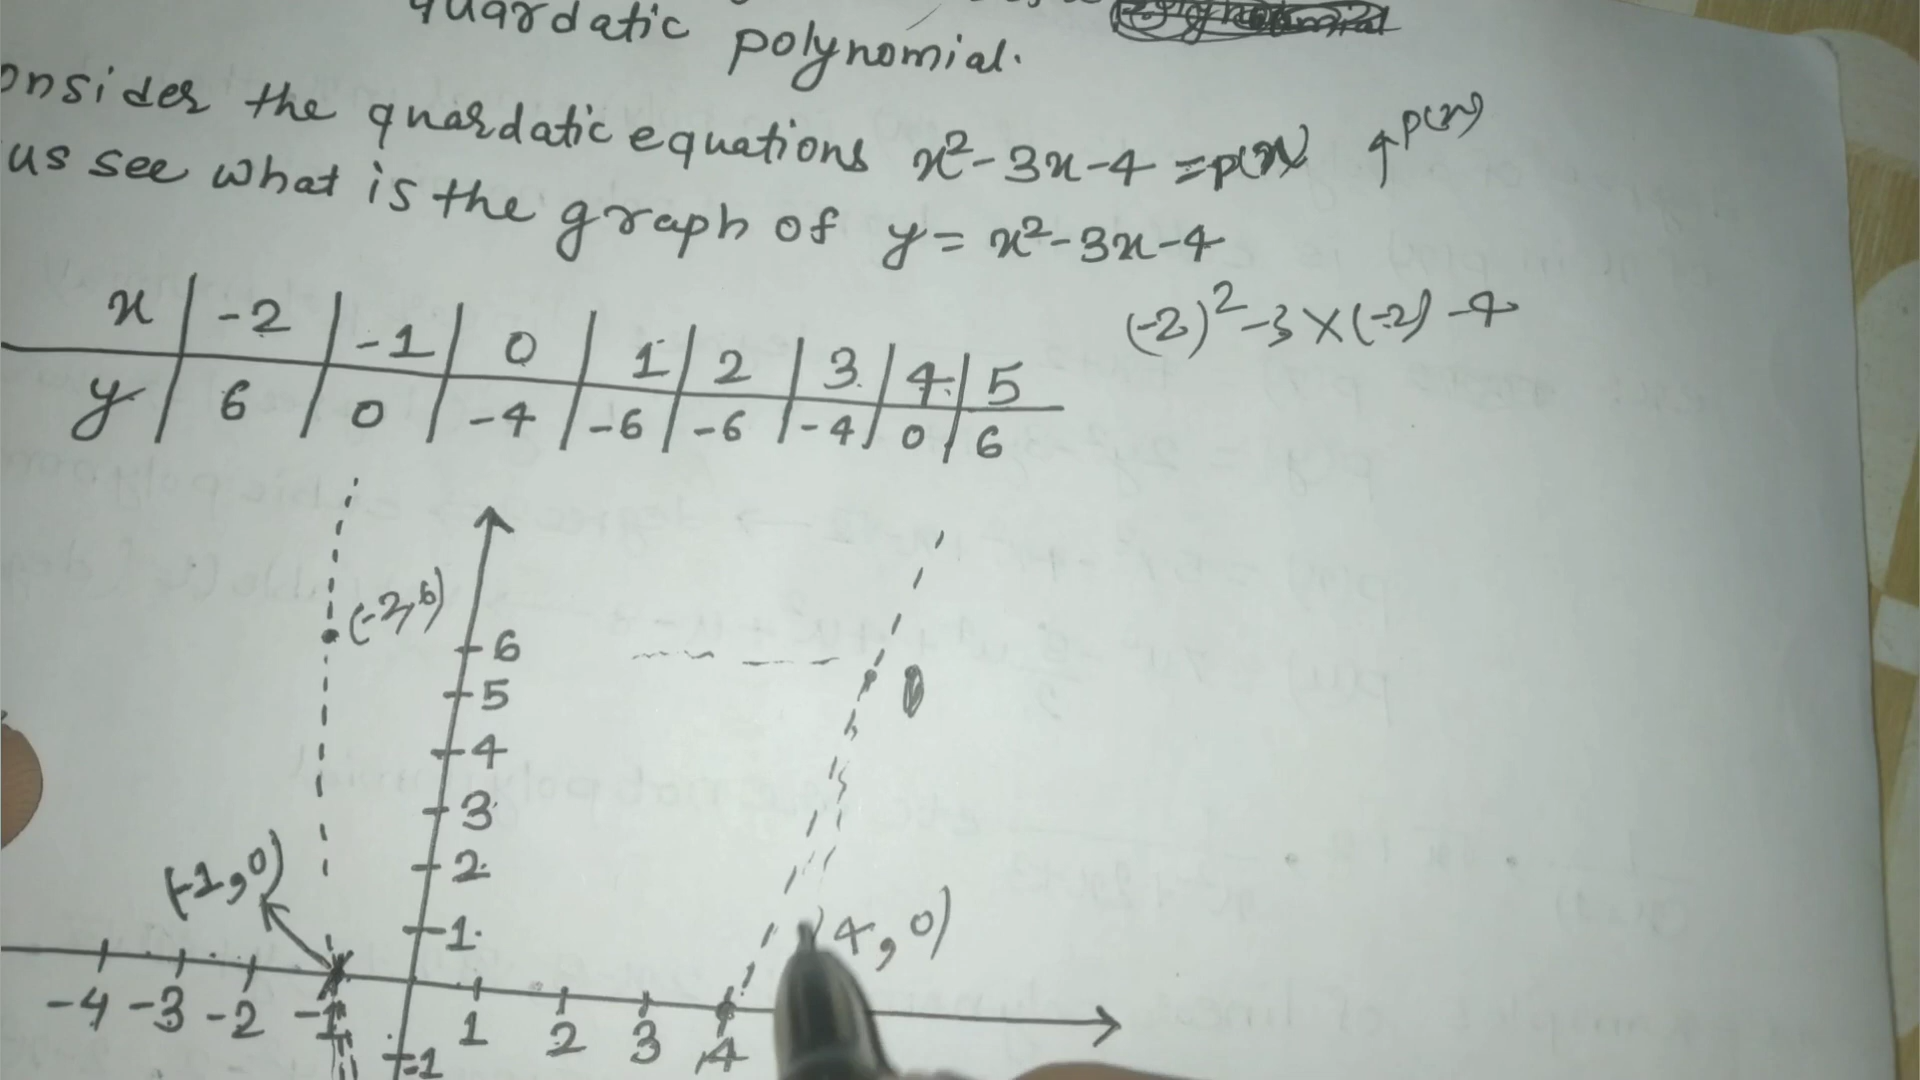 quardatic polynomial.
onsider the quardatic equations x²-3x-4 = p(x) ↑p(x)
us see what is the graph of y = x²-3x-4
(-2)²-3×(-2)-4
x | -2 | -1 | 0 | 1 | 2 | 3 | 4 | 5
y | 6 | 0 | -4 | -6 | -6 | -4 | 0 | 6
(-2,6)
6
5
4
3
2
1
(-1,0)
(4,0)
-4 -3 -2 -1 1 2 3 4
-1